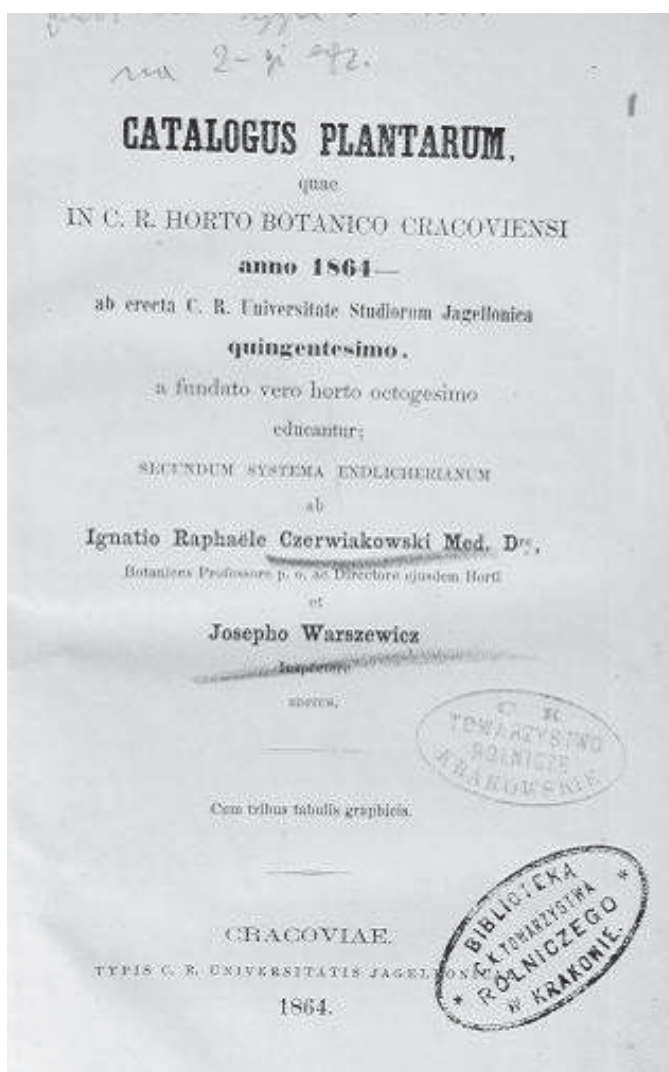 na 2-gi egz.
CATALOGUS PLANTARUM,
quae
IN C. R. HORTO BOTANICO CRACOVIENSI
anno 1864—
ab erecta C. R. Universitate Studiorum Jagellonica
quingentesimo,
a fundato vero horto octogesimo
educantur;
SECUNDUM SYSTEMA ENDLICHERIANUM
ab
Ignatio Raphaële Czerwiakowski Med. Dre,
Botanices Professore p. o. ac Directore ejusdem Horti
et
Josepho Warszewicz
Inspectore
C. K.
TOWARZYSTWO
ROLNICZE
KRAKOWSKIE
Cum tribus tabulis graphicis.
BIBLIOTEKA
C.K. TOWARZYSTWA
ROLNICZEGO
W KRAKOWIE.
CRACOVIAE.
TYPIS C. R. UNIVERSITATIS JAGELLON
1864.